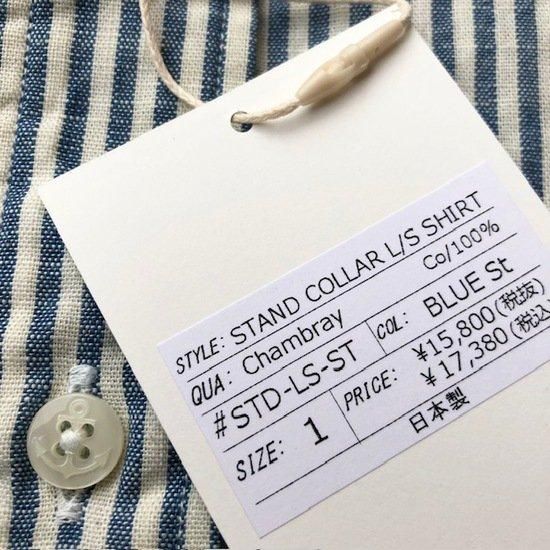 STYLE: STAND COLLAR L/S SHIRT
Co/100%
QUA: Chambray
COL: BLUE St
#STD-LS-ST
PRICE: ¥15,800(税抜)
¥17,380(税込
SIZE: 1
日本製